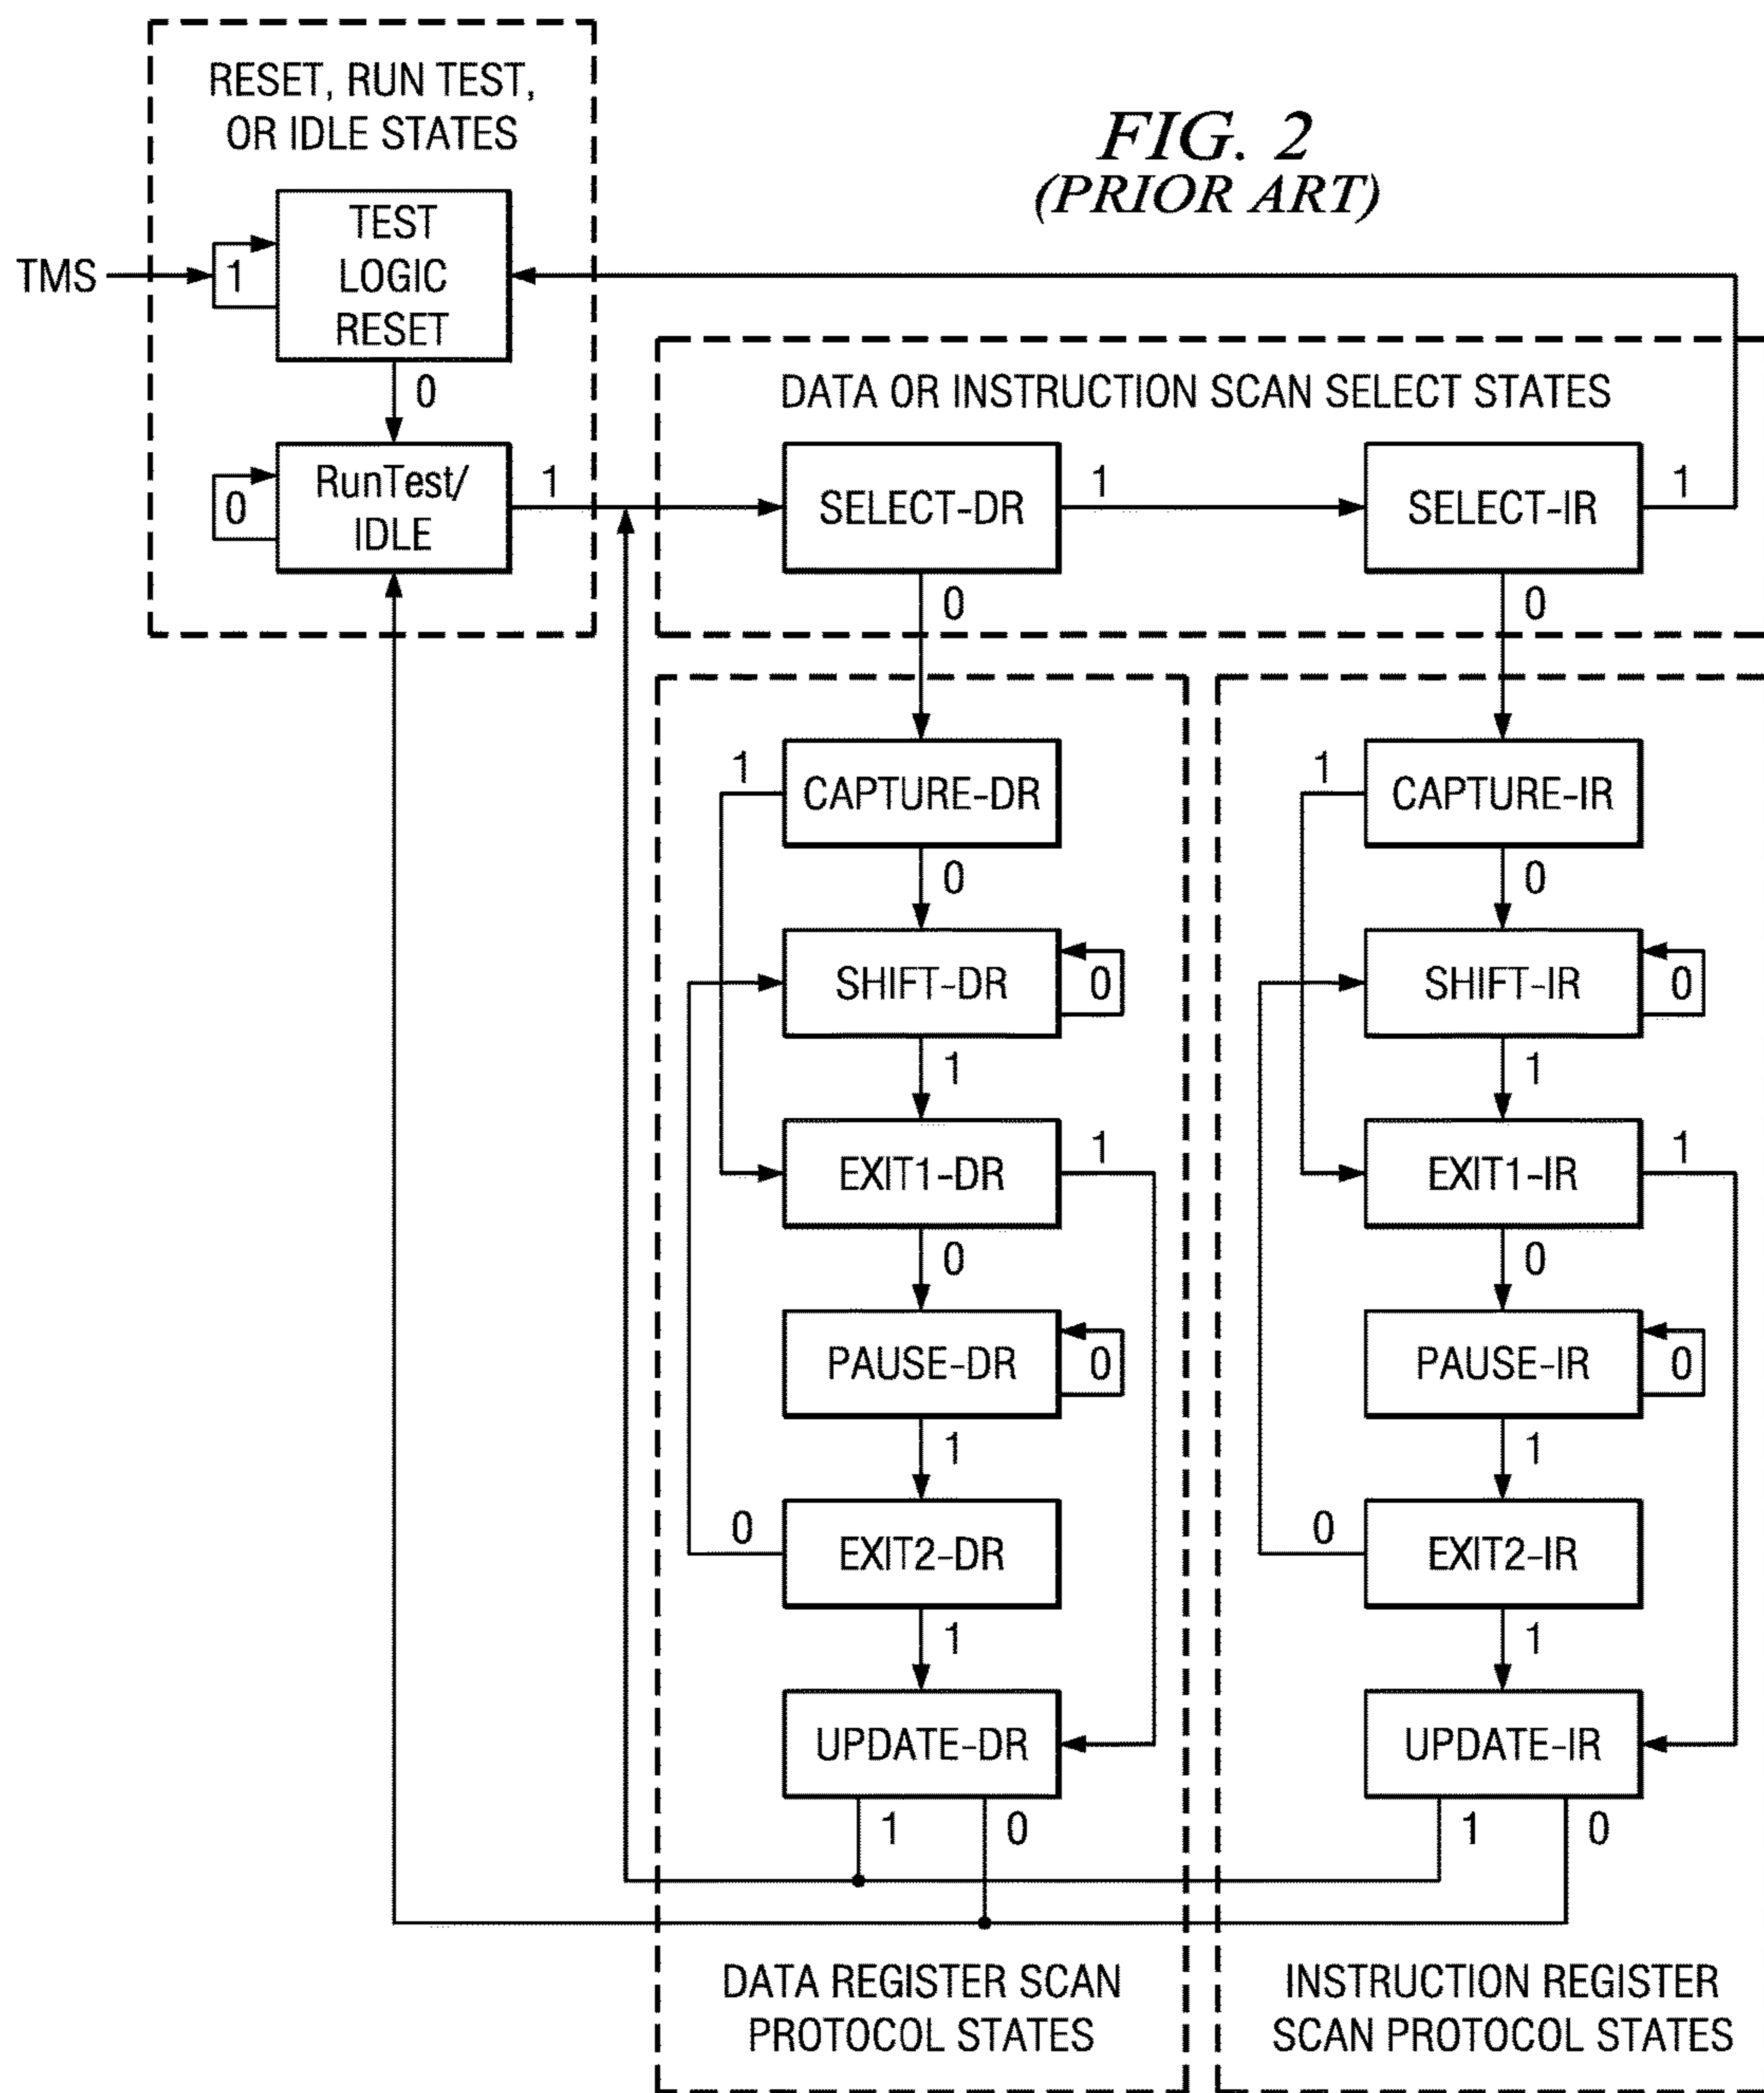 RESET, RUN TEST,
OR IDLE STATES
FIG. 2
(PRIOR ART)
TMS
1
TEST
LOGIC
RESET
0
DATA OR INSTRUCTION SCAN SELECT STATES
0
RunTest/
IDLE
1
SELECT-DR
1
SELECT-IR
1
0
0
1
CAPTURE-DR
0
SHIFT-DR
0
1
EXIT1-DR
1
0
PAUSE-DR
0
1
0
EXIT2-DR
1
UPDATE-DR
1
0
DATA REGISTER SCAN
PROTOCOL STATES
1
CAPTURE-IR
0
SHIFT-IR
0
1
EXIT1-IR
1
0
PAUSE-IR
0
1
0
EXIT2-IR
1
UPDATE-IR
1
0
INSTRUCTION REGISTER
SCAN PROTOCOL STATES